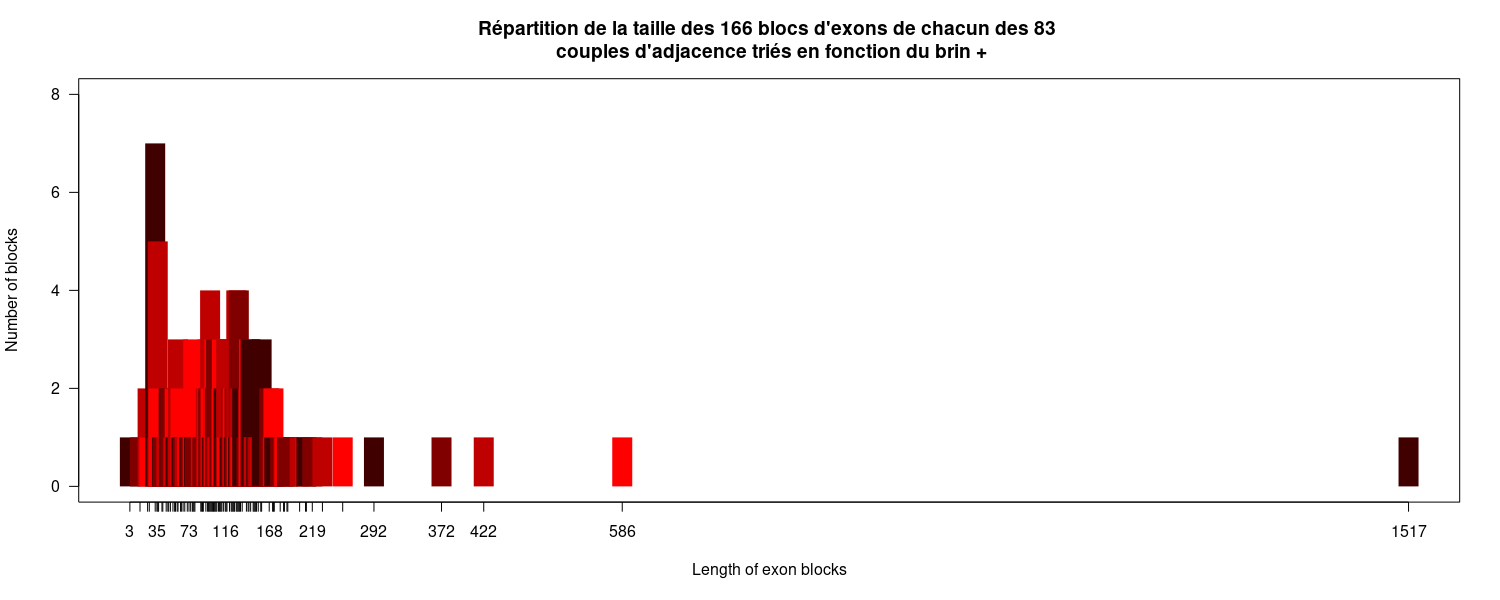 Répartition de la taille des 166 blocs d'exons de chacun des 83
couples d'adjacence triés en fonction du brin +
8
6
4
2
0
Number of blocks
3 35 73 116 168 219 292 372 422 586 1517
Length of exon blocks